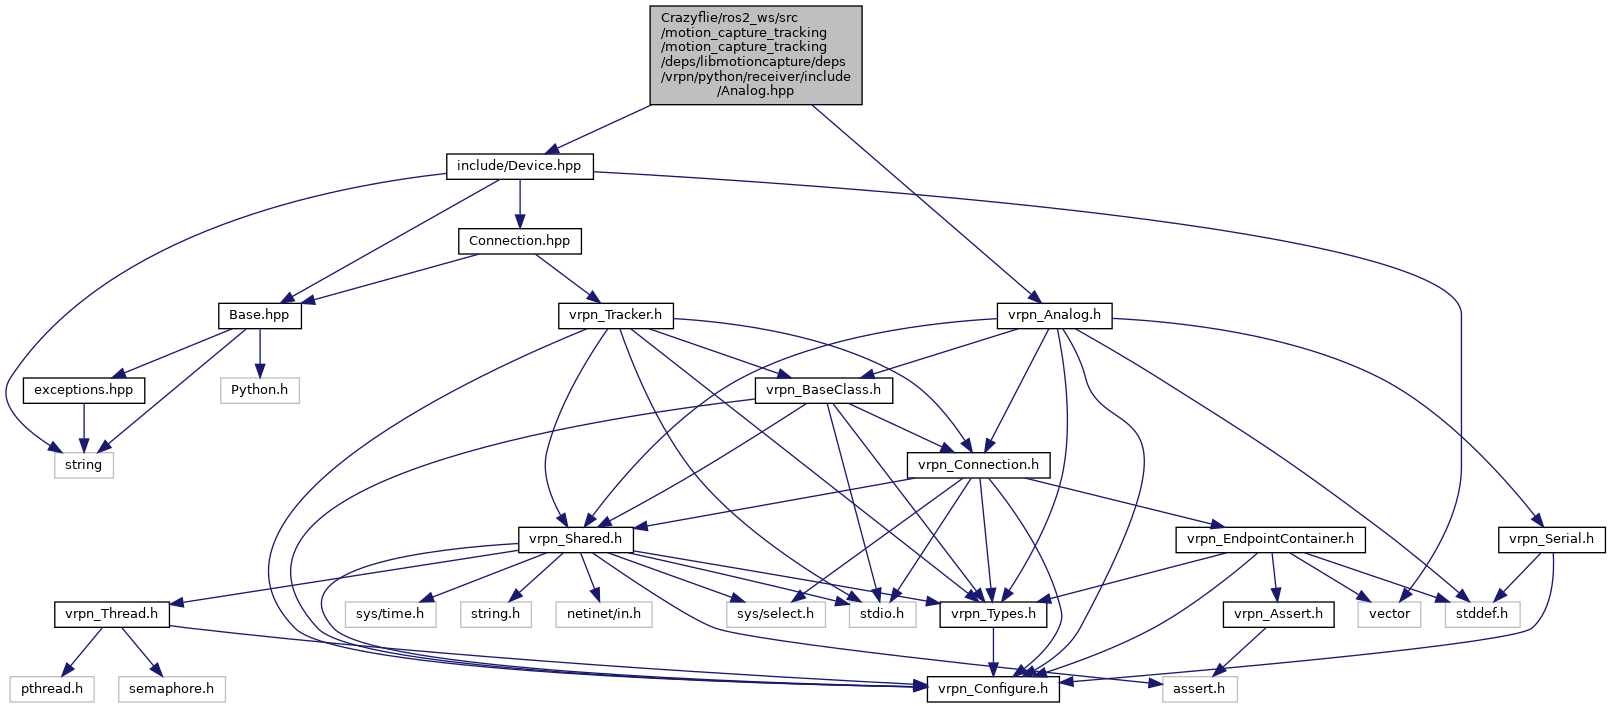 Crazyflie/ros2_ws/src
/motion_capture_tracking
/motion_capture_tracking
/deps/libmotioncapture/deps
/vrpn/python/receiver/include
/Analog.hpp
include/Device.hpp
Connection.hpp
Base.hpp
vrpn_Tracker.h
vrpn_Analog.h
exceptions.hpp
Python.h
vrpn_BaseClass.h
string
vrpn_Connection.h
vrpn_Shared.h
vrpn_EndpointContainer.h
vrpn_Serial.h
vrpn_Thread.h
sys/time.h
string.h
netinet/in.h
sys/select.h
stdio.h
vrpn_Types.h
vrpn_Assert.h
vector
stddef.h
pthread.h
semaphore.h
vrpn_Configure.h
assert.h